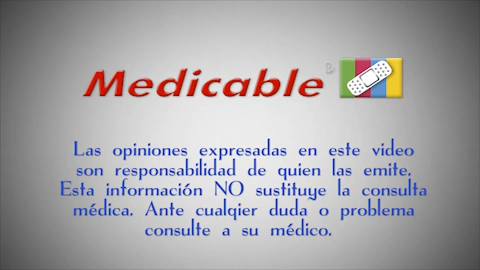 Medicable
Las opiniones expresadas en este video
son responsabilidad de quien las emite.
Esta información NO sustituye la consulta
médica. Ante cualqier duda o problema
consulte a su médico.